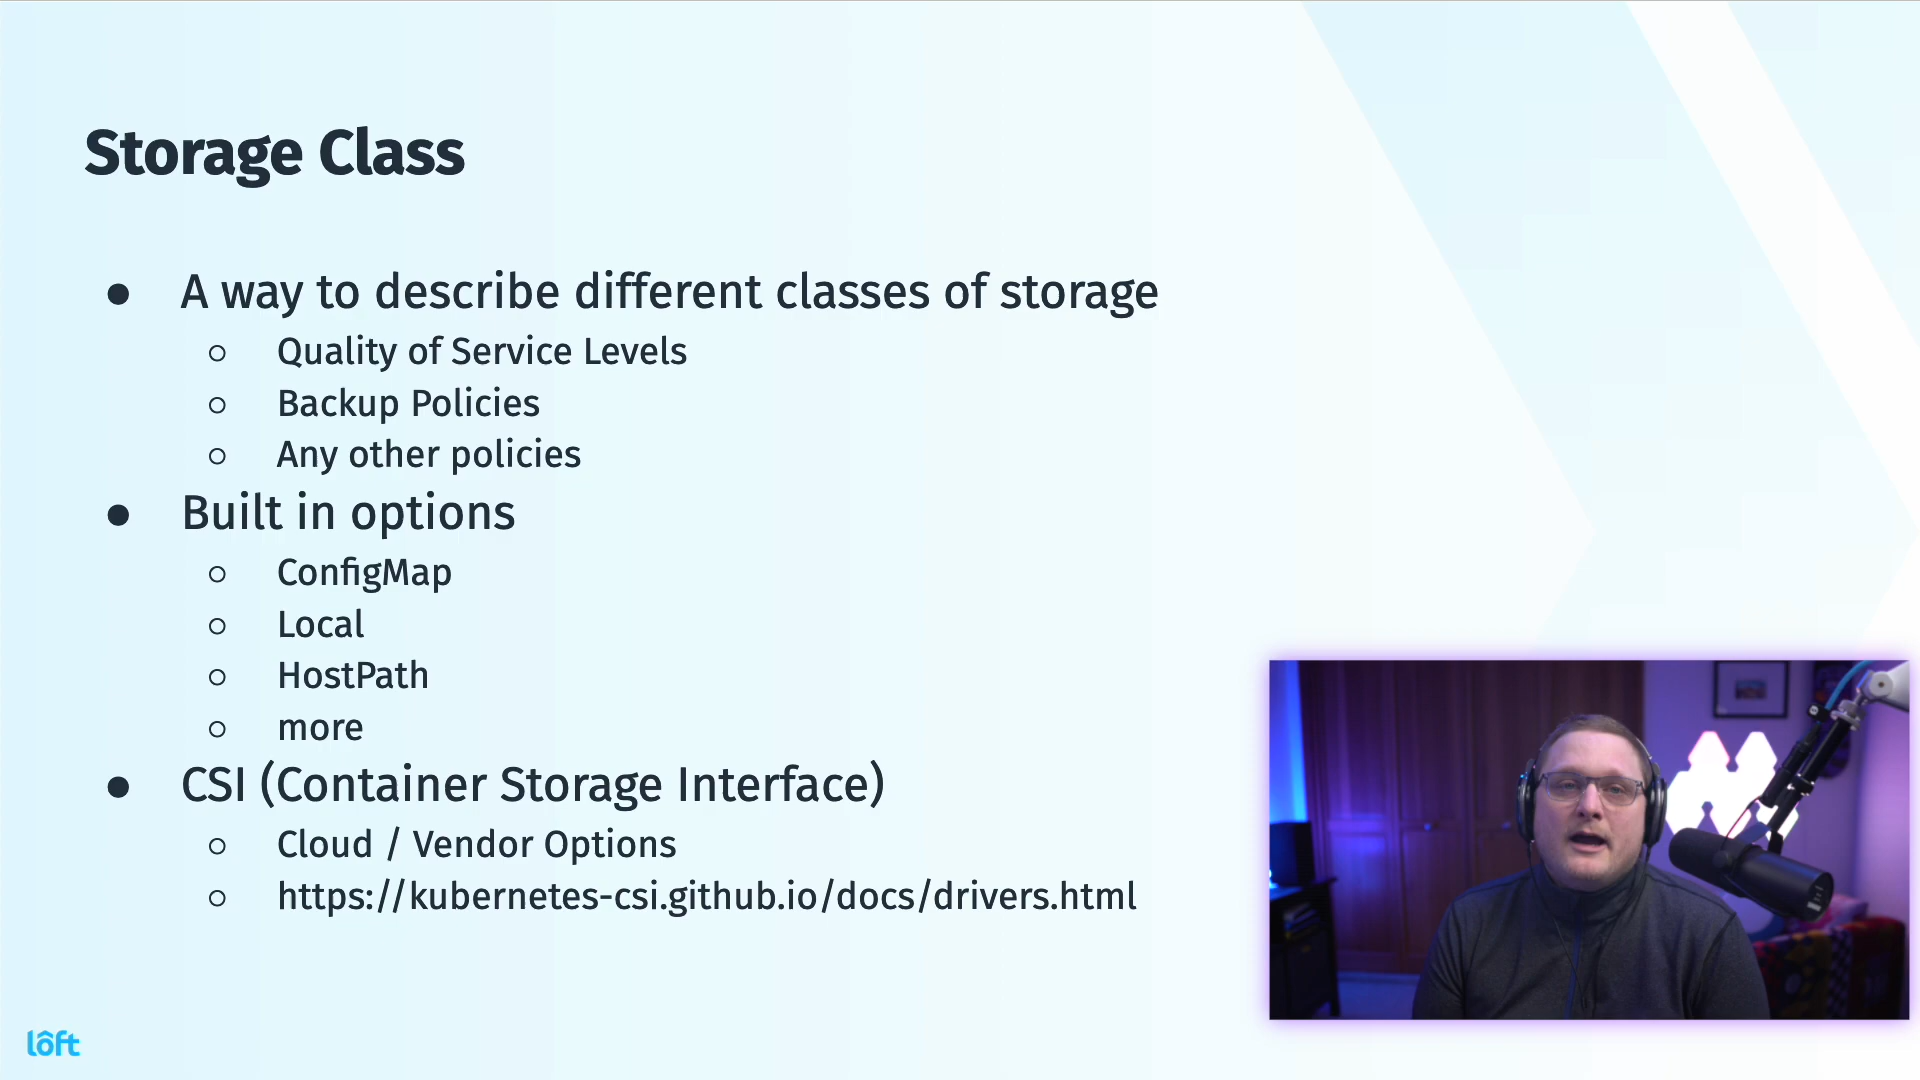 Storage Class
● A way to describe different classes of storage
○ Quality of Service Levels
○ Backup Policies
○ Any other policies
● Built in options
○ ConfigMap
○ Local
○ HostPath
○ more
● CSI (Container Storage Interface)
○ Cloud / Vendor Options
○ https://kubernetes-csi.github.io/docs/drivers.html
lôft